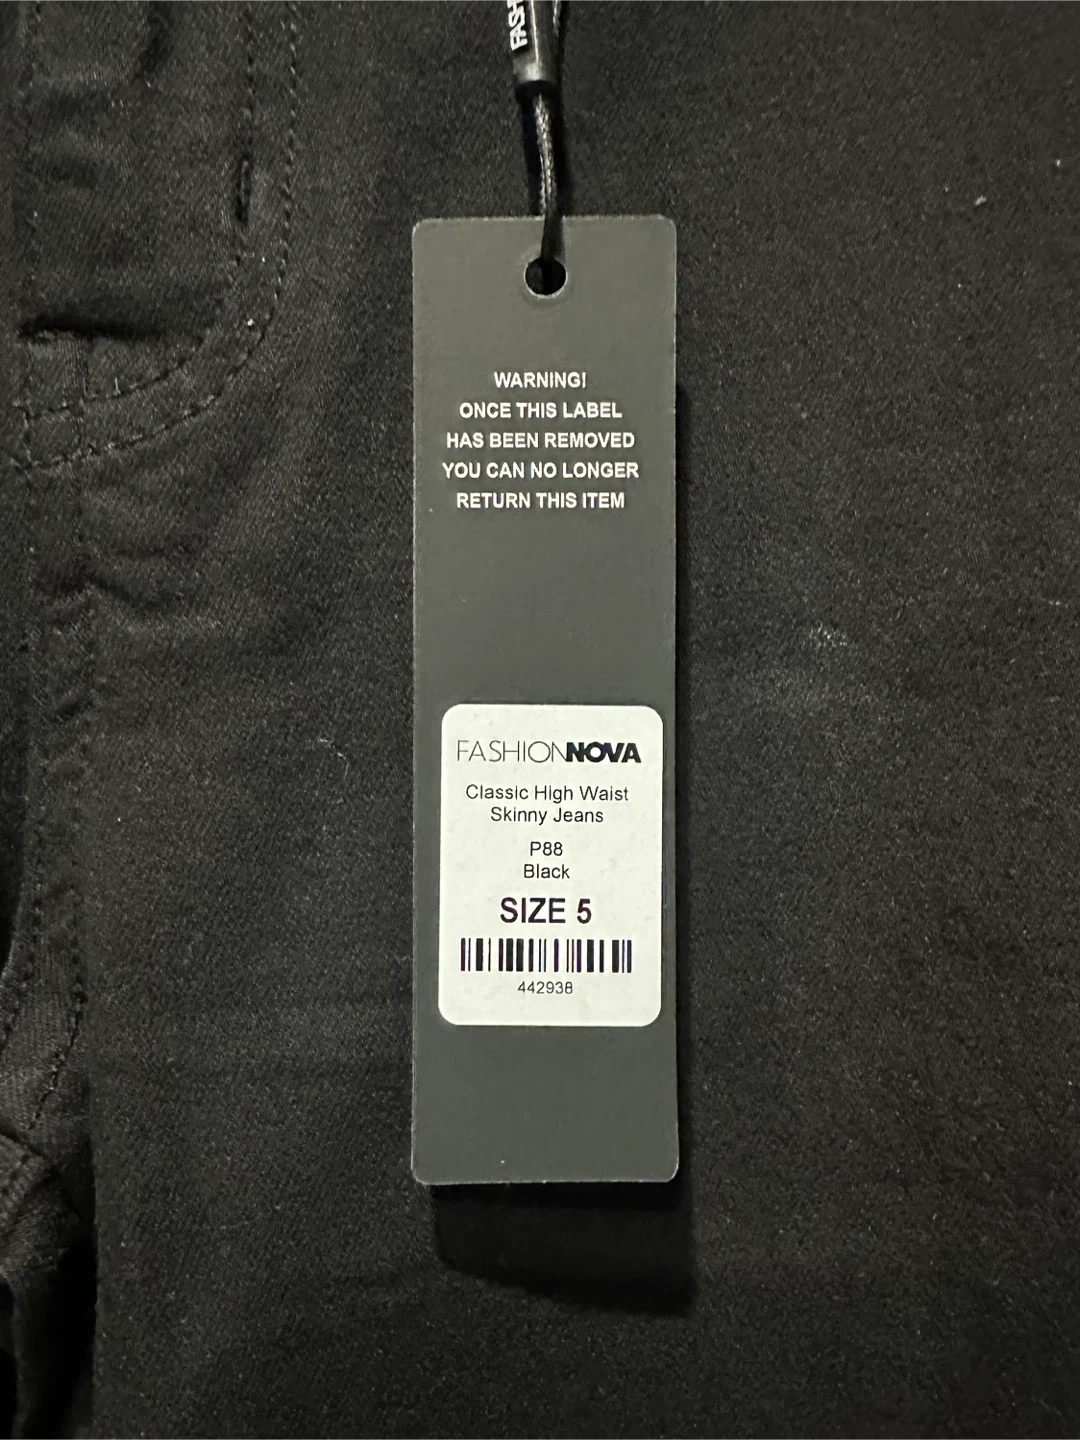 FASH
WARNING!
ONCE THIS LABEL
HAS BEEN REMOVED
YOU CAN NO LONGER
RETURN THIS ITEM
FASHIONNOVA
Classic High Waist
Skinny Jeans
P88
Black
SIZE 5
442938